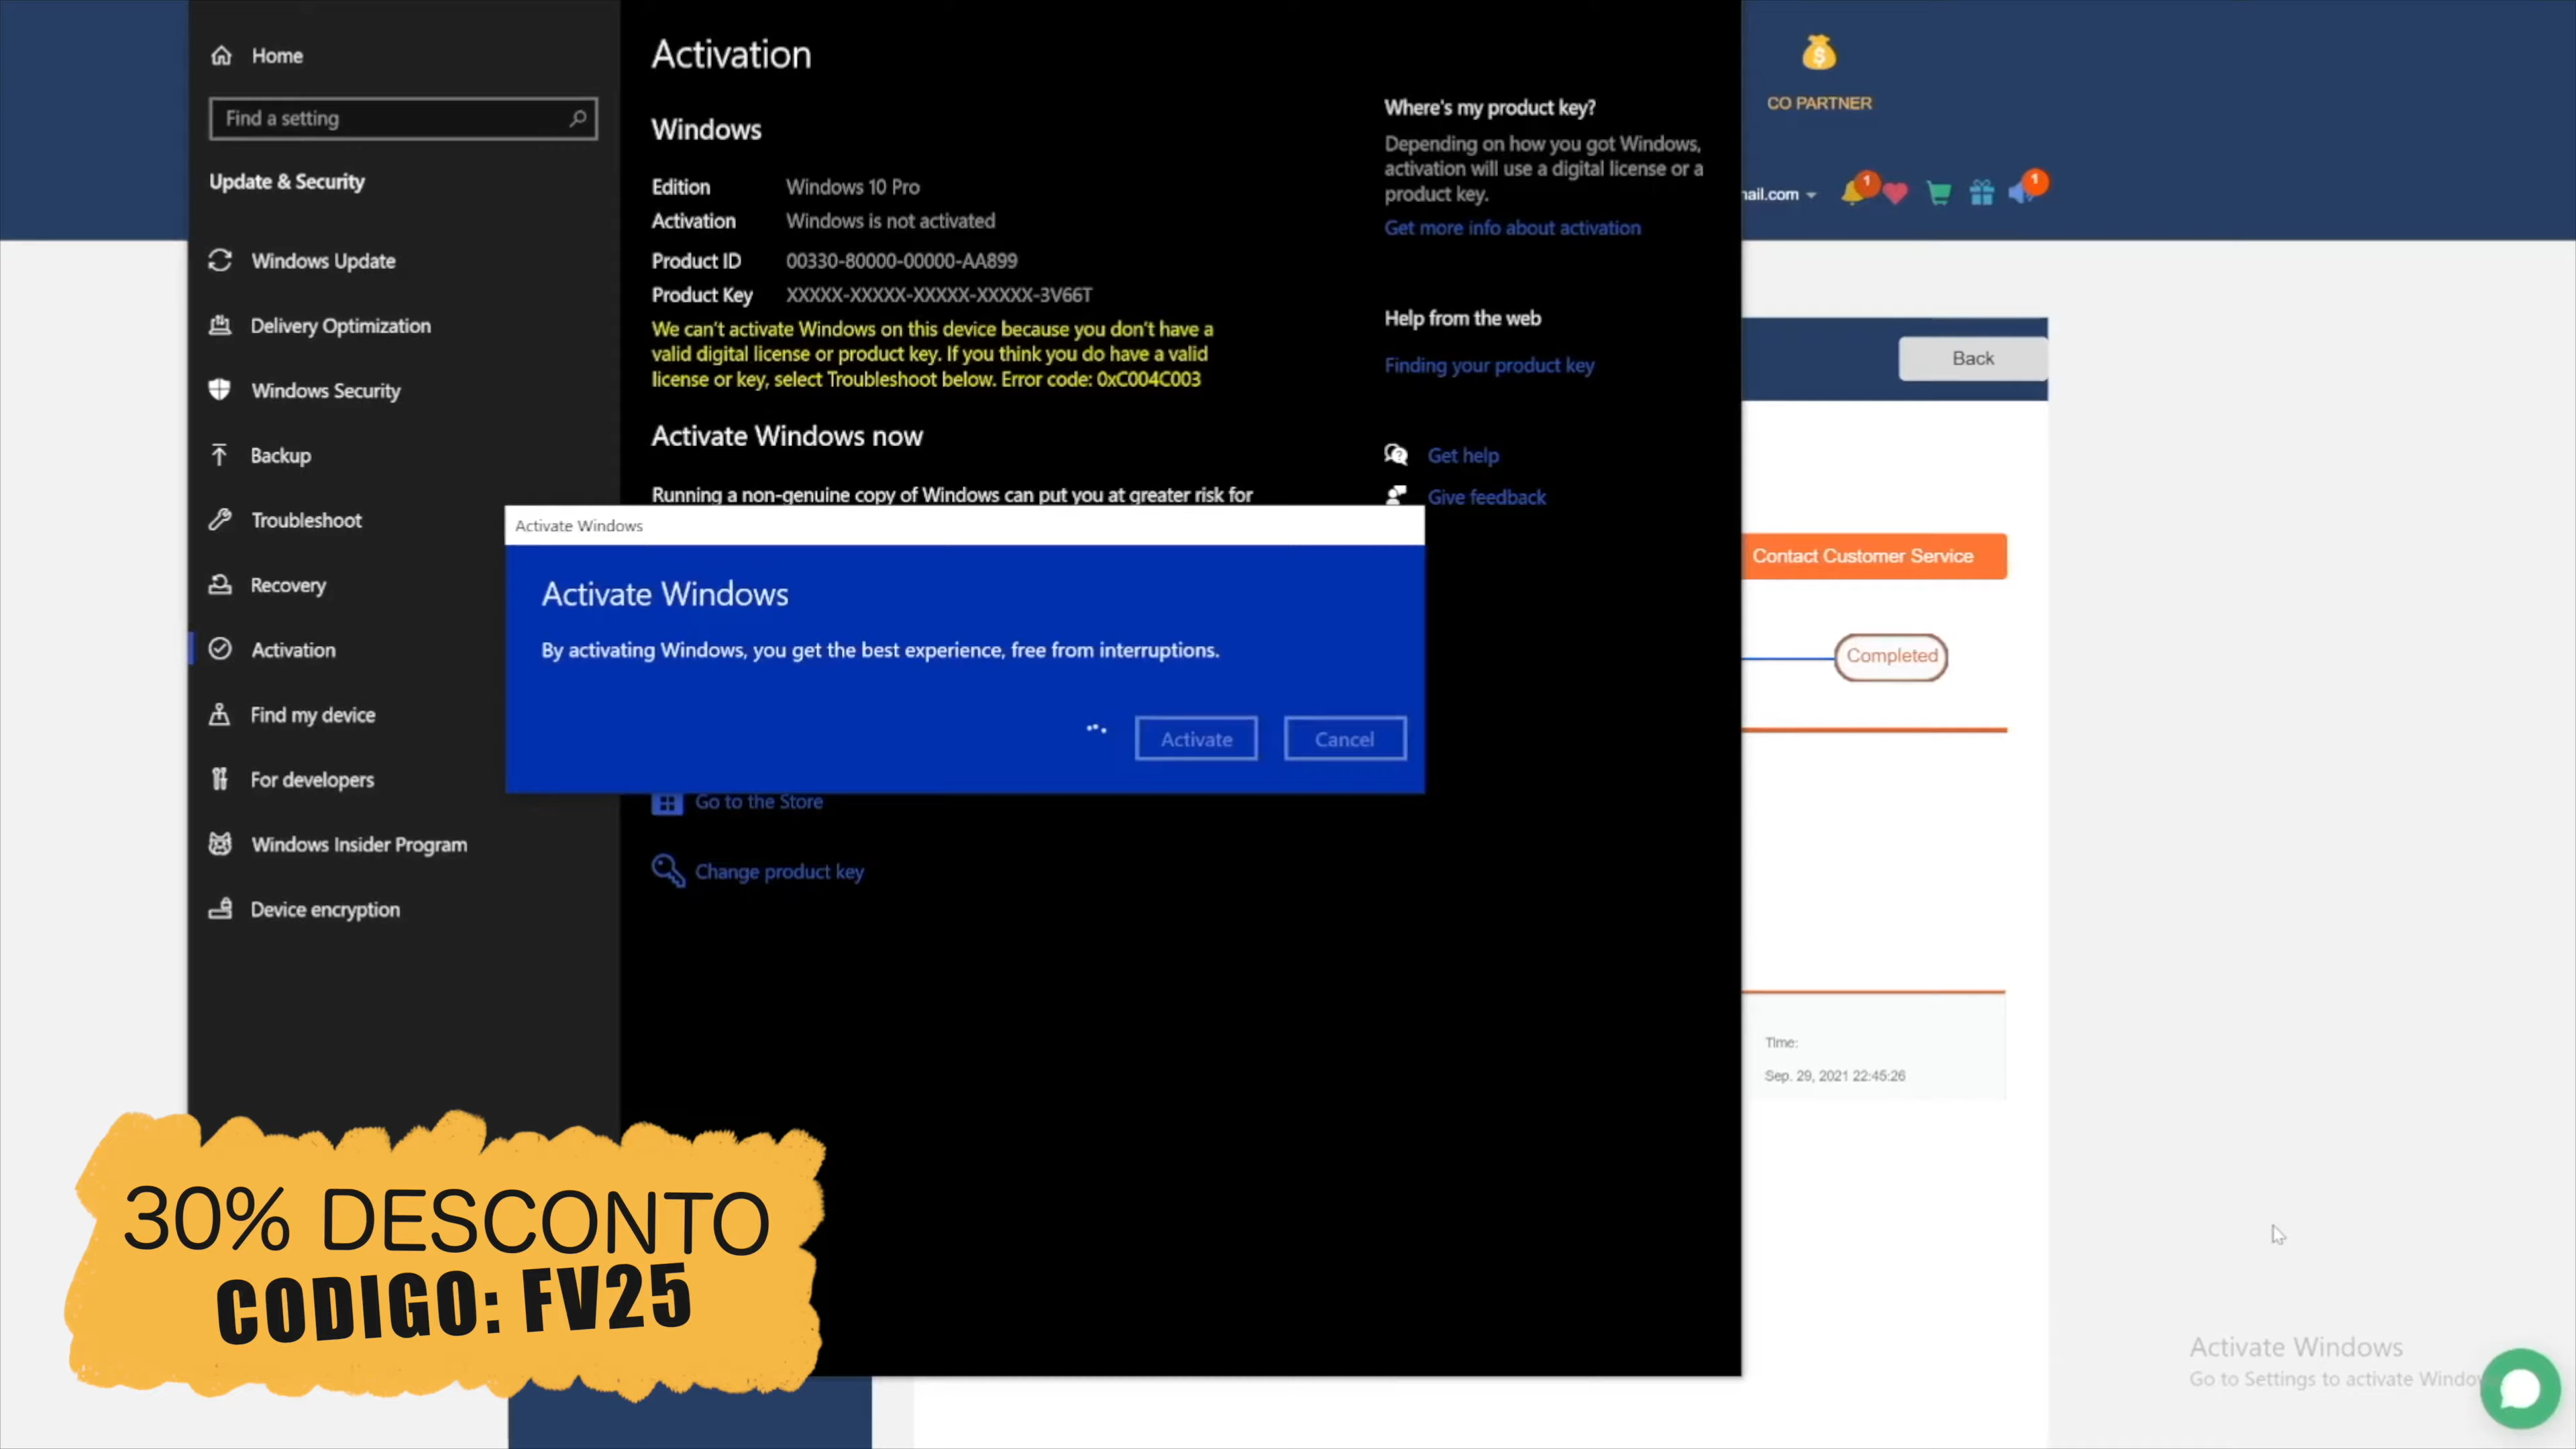 Home
Find a setting
Update & Security
Windows Update
Delivery Optimization
Windows Security
Backup
Troubleshoot
Recovery
Activation
Find my device
For developers
Windows Insider Program
Device encryption
Activation
Windows
Edition Windows 10 Pro
Activation Windows is not activated
Product ID 00330-80000-00000-AA899
Product Key XXXXX-XXXXX-XXXXX-XXXXX-3V66T
We can't activate Windows on this device because you don't have a
valid digital license or product key. If you think you do have a valid
license or key, select Troubleshoot below. Error code: 0xC004C003
Activate Windows now
Running a non-genuine copy of Windows can put you at greater risk for
Activate Windows
Activate Windows
By activating Windows, you get the best experience, free from interruptions.
Activate
Cancel
Go to the Store
Change product key
Where's my product key?
Depending on how you got Windows,
activation will use a digital license or a
product key.
Get more info about activation
Help from the web
Finding your product key
Get help
Give feedback
CO PARTNER
ail.com
1
1
Back
Contact Customer Service
Completed
Time:
Sep. 29, 2021 22:45:26
30% DESCONTO
CODIGO: FV25
Activate Windows
Go to Settings to activate Windo